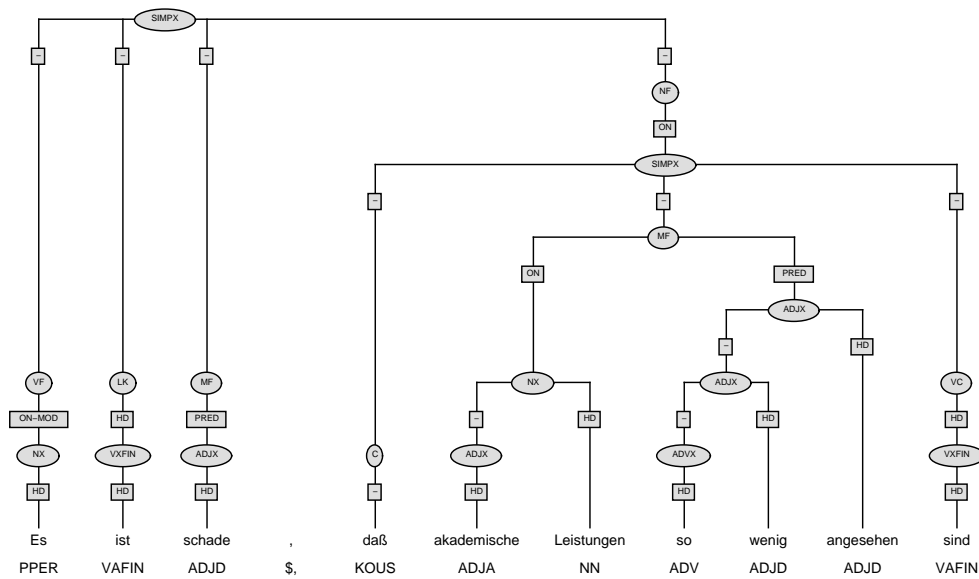 SIMPX
– – – –
NF
ON
SIMPX
– – –
MF
ON PRED
ADJX
– HD
VF LK MF NX ADJX VC
ON–MOD HD PRED – HD – HD HD
NX VXFIN ADJX C ADJX ADVX VXFIN
HD HD HD – HD HD HD
Es ist schade , daß akademische Leistungen so wenig angesehen sind
PPER VAFIN ADJD $, KOUS ADJA NN ADV ADJD ADJD VAFIN